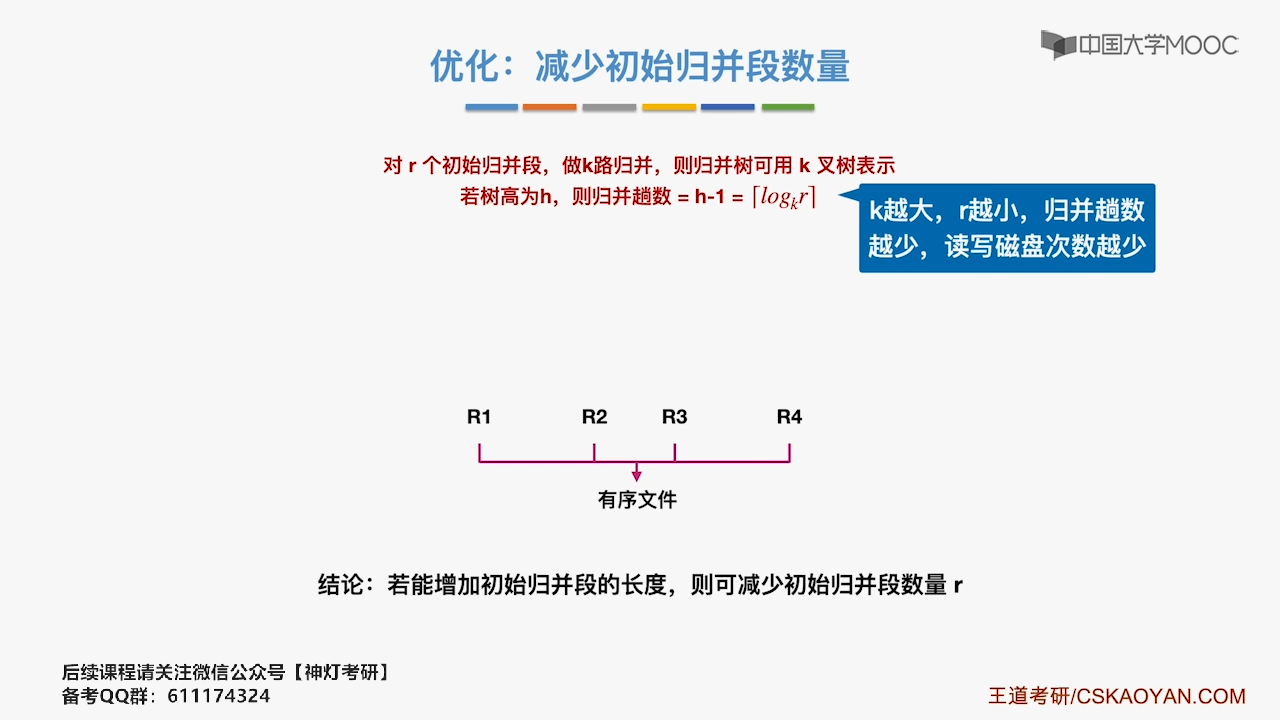 中国大学MOOC
优化：减少初始归并段数量
对 r 个初始归并段，做k路归并，则归并树可用 k 叉树表示
若树高为h，则归并趟数 = h-1 = ⌈log_k r⌉
k越大，r越小，归并趟数
越少，读写磁盘次数越少
R1 R2 R3 R4
有序文件
结论：若能增加初始归并段的长度，则可减少初始归并段数量 r
后续课程请关注微信公众号【神灯考研】
备考QQ群：611174324
王道考研/CSKAOYAN.COM